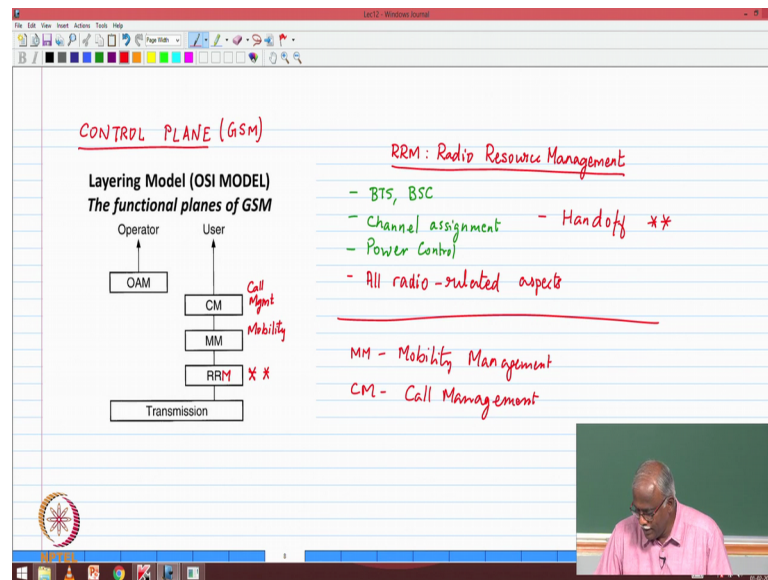 Lec12 - Windows Journal
File Edit View Insert Actions Tools Help
Page Width
B I
CONTROL PLANE (GSM)
Layering Model (OSI MODEL)
The functional planes of GSM
Operator User
OAM
CM Call Mgmt
MM Mobility
RRM **
Transmission
RRM : Radio Resource Management
- BTS, BSC
- Channel assignment - Handoff **
- Power Control
- All radio-related aspects
MM - Mobility Management
CM - Call Management
NPTEL
8